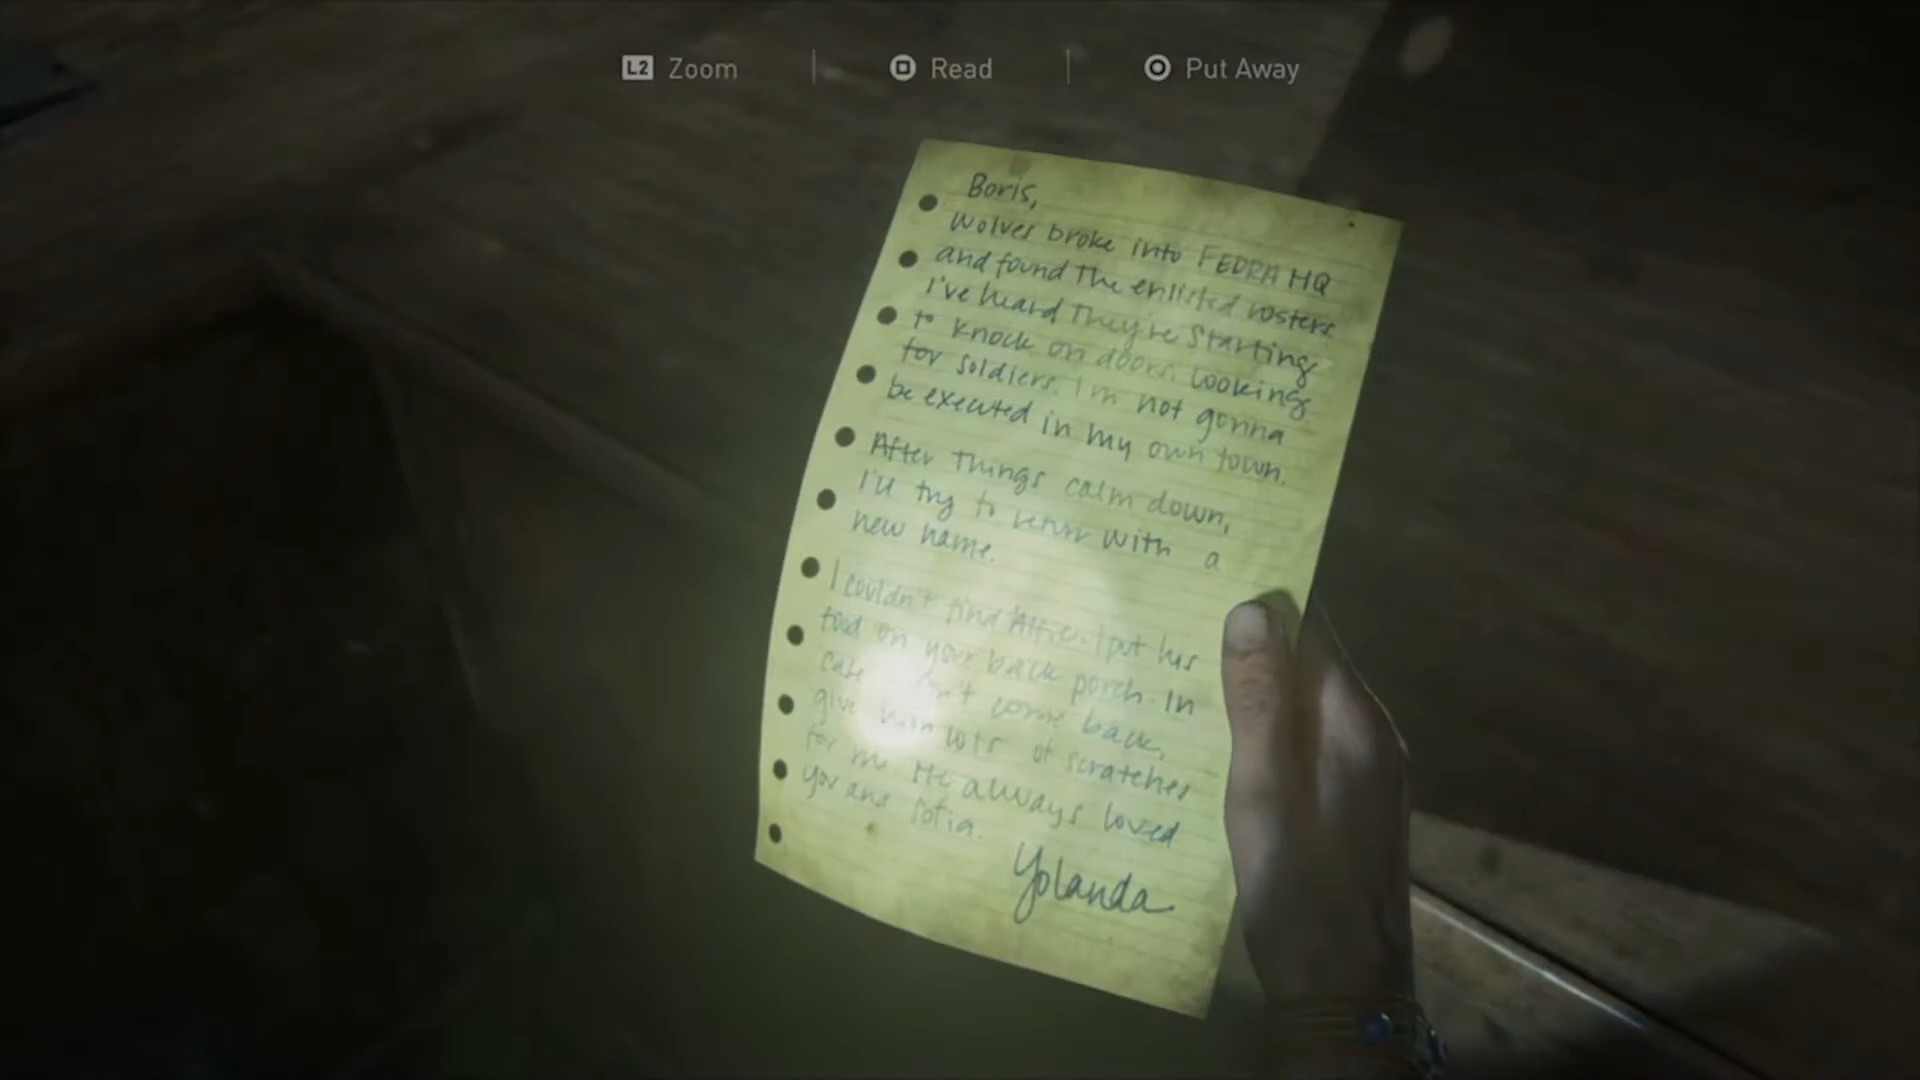 L2 Zoom
Read
Put Away
Boris,
Wolves broke into FEDRA HQ
and found the enlisted rosters.
I've heard They're Starting
to knock on doors, looking
for soldiers. I'm not gonna
be executed in my own town.
After Things calm down,
I'll try to return with a
new name.
I couldn't find Alfie. I put his
food on your back porch. In
case come back,
give him lots of scratches
for me. He always loved
you and Sofia.
Yolanda